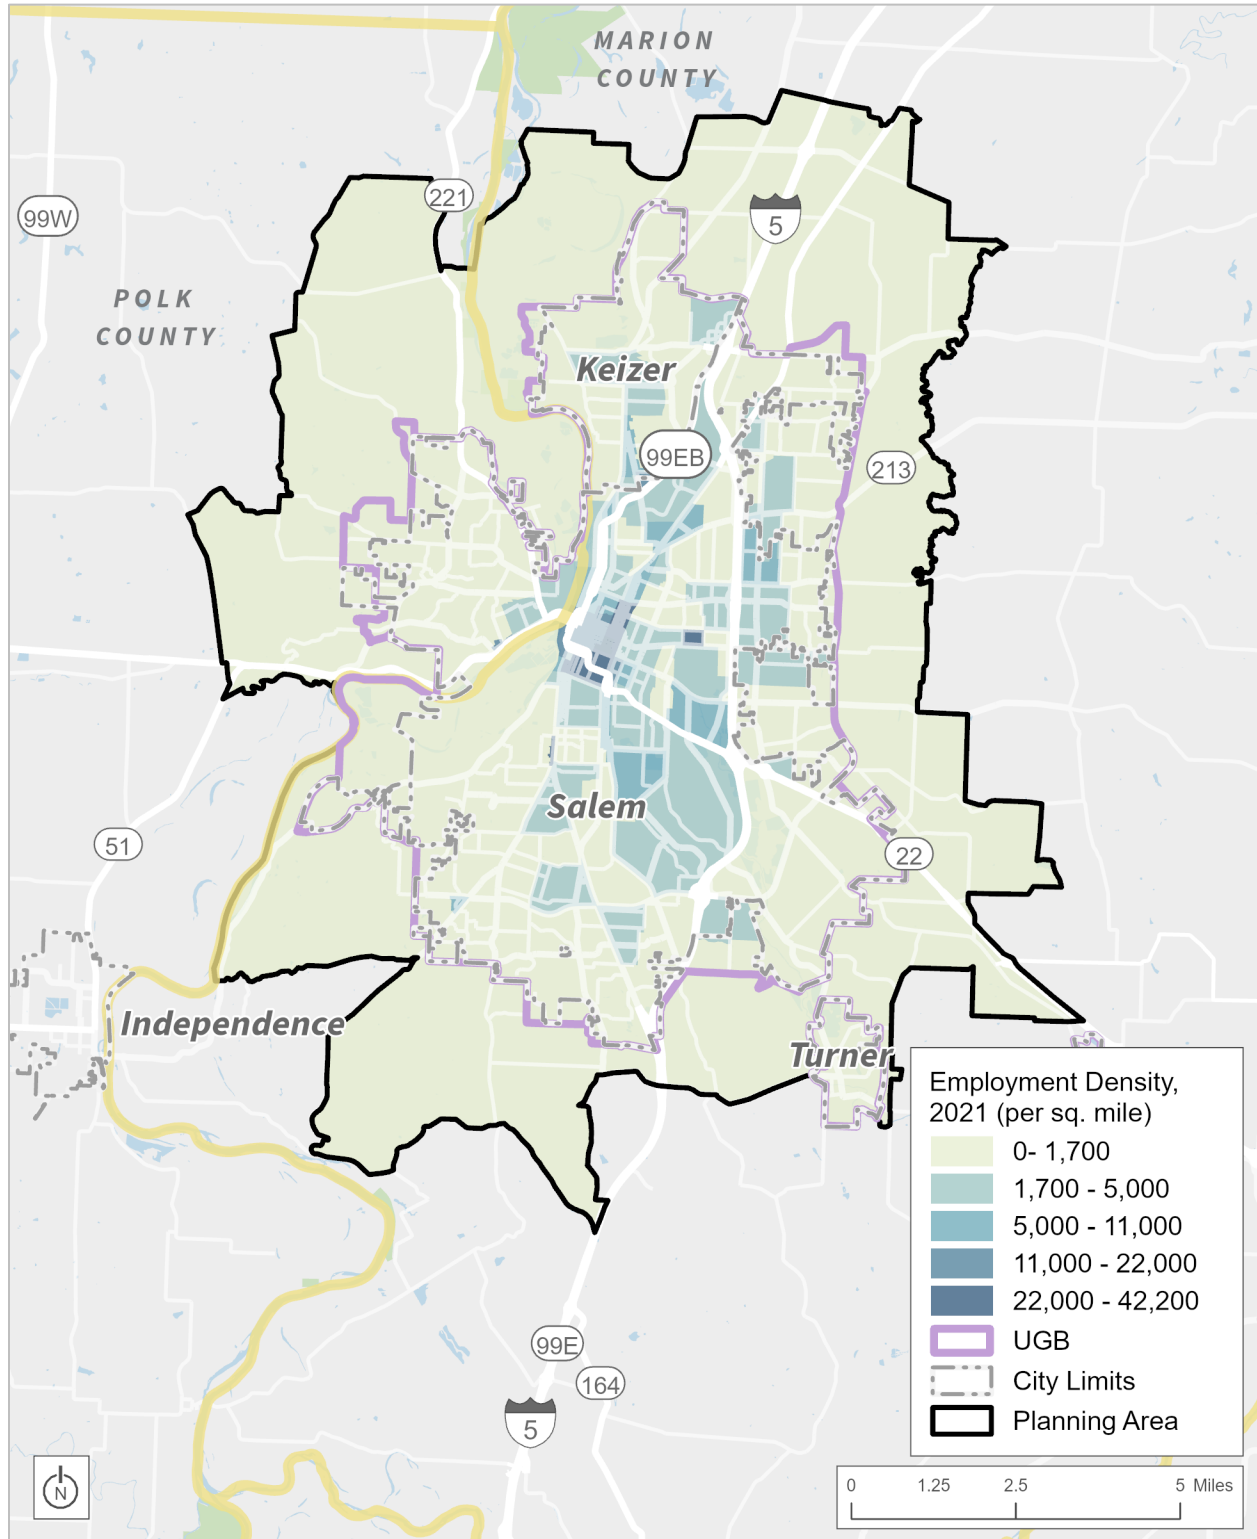 MARION
COUNTY
221
99W
5
POLK
COUNTY
Keizer
99EB
213
Salem
51
22
Independence
Turner
Employment Density,
2021 (per sq. mile)
0- 1,700
1,700 - 5,000
5,000 - 11,000
11,000 - 22,000
22,000 - 42,200
UGB
City Limits
Planning Area
99E
164
5
N
0 1.25 2.5 5 Miles